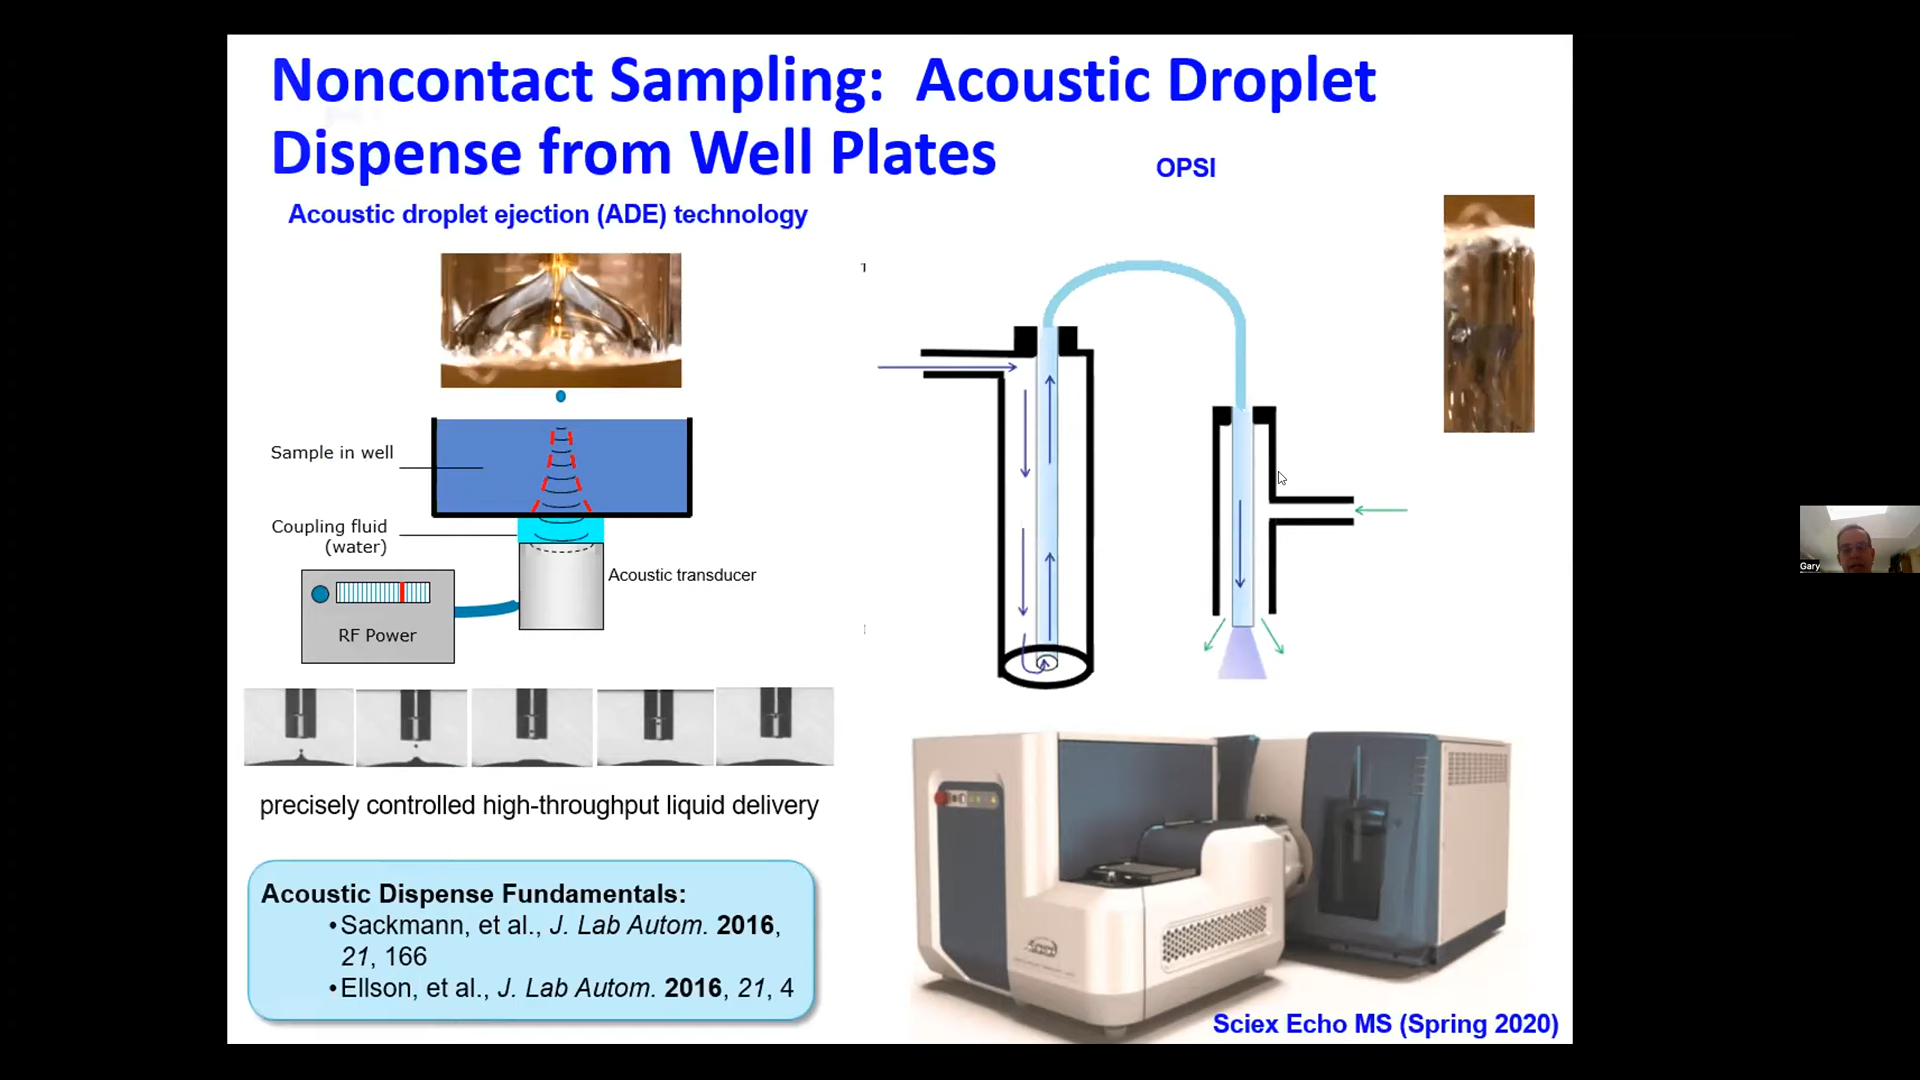 Noncontact Sampling: Acoustic Droplet
Dispense from Well Plates
OPSI
Acoustic droplet ejection (ADE) technology
Sample in well
Coupling fluid
(water)
Acoustic transducer
RF Power
precisely controlled high-throughput liquid delivery
Acoustic Dispense Fundamentals:
•Sackmann, et al., J. Lab Autom. 2016,
21, 166
•Ellson, et al., J. Lab Autom. 2016, 21, 4
Sciex Echo MS (Spring 2020)
Gary